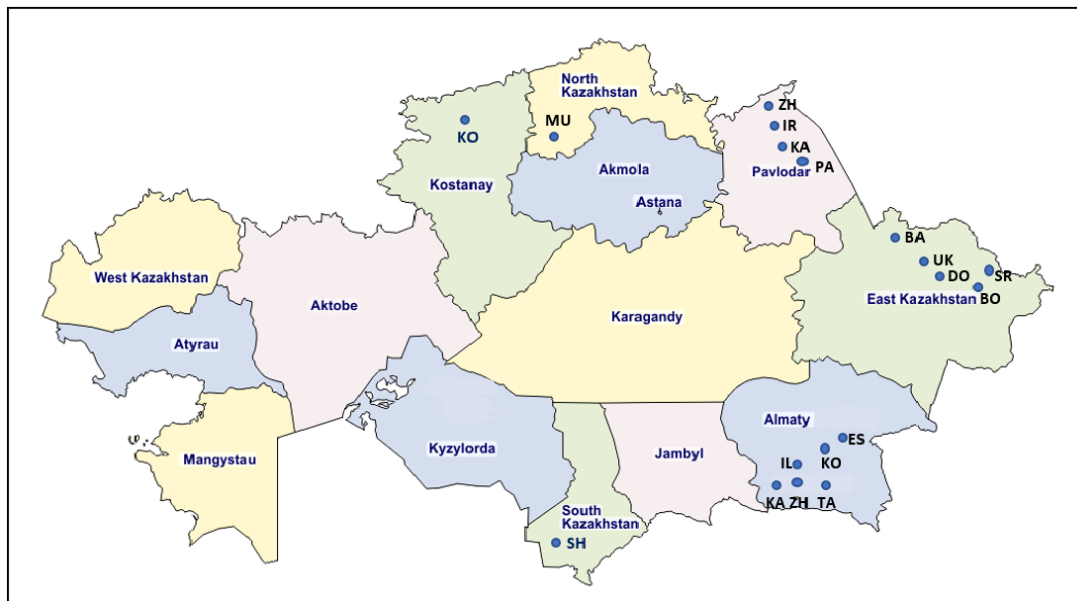 North
Kazakhstan
ZH
KO
MU
IR
KA
PA
Pavlodar
Akmola
Kostanay
Astana
BA
West Kazakhstan
UK
SR
DO
East Kazakhstan
BO
Aktobe
Karagandy
Atyrau
Almaty
ES
Kyzylorda
Jambyl
Mangystau
IL
KO
KA
ZH
TA
South
Kazakhstan
SH